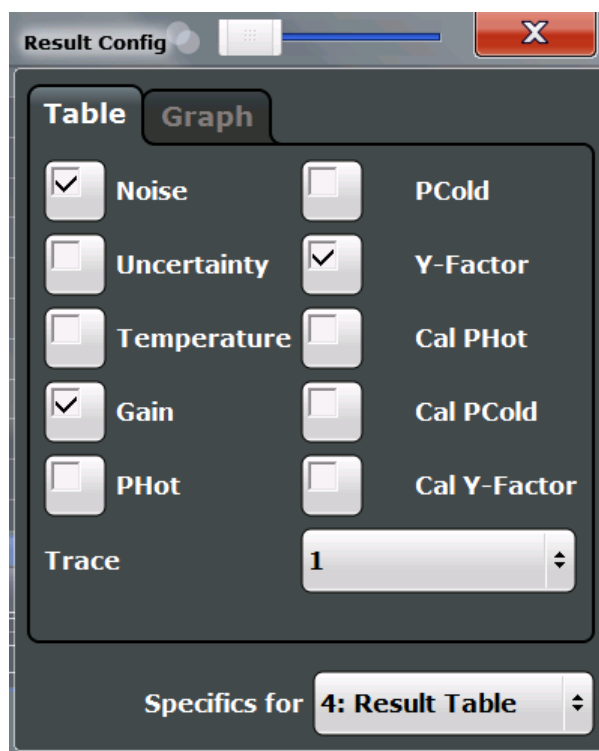 Result Config
X
Table Graph
Noise PCold
Uncertainty Y-Factor
Temperature Cal PHot
Gain Cal PCold
PHot Cal Y-Factor
Trace 1
Specifics for 4: Result Table